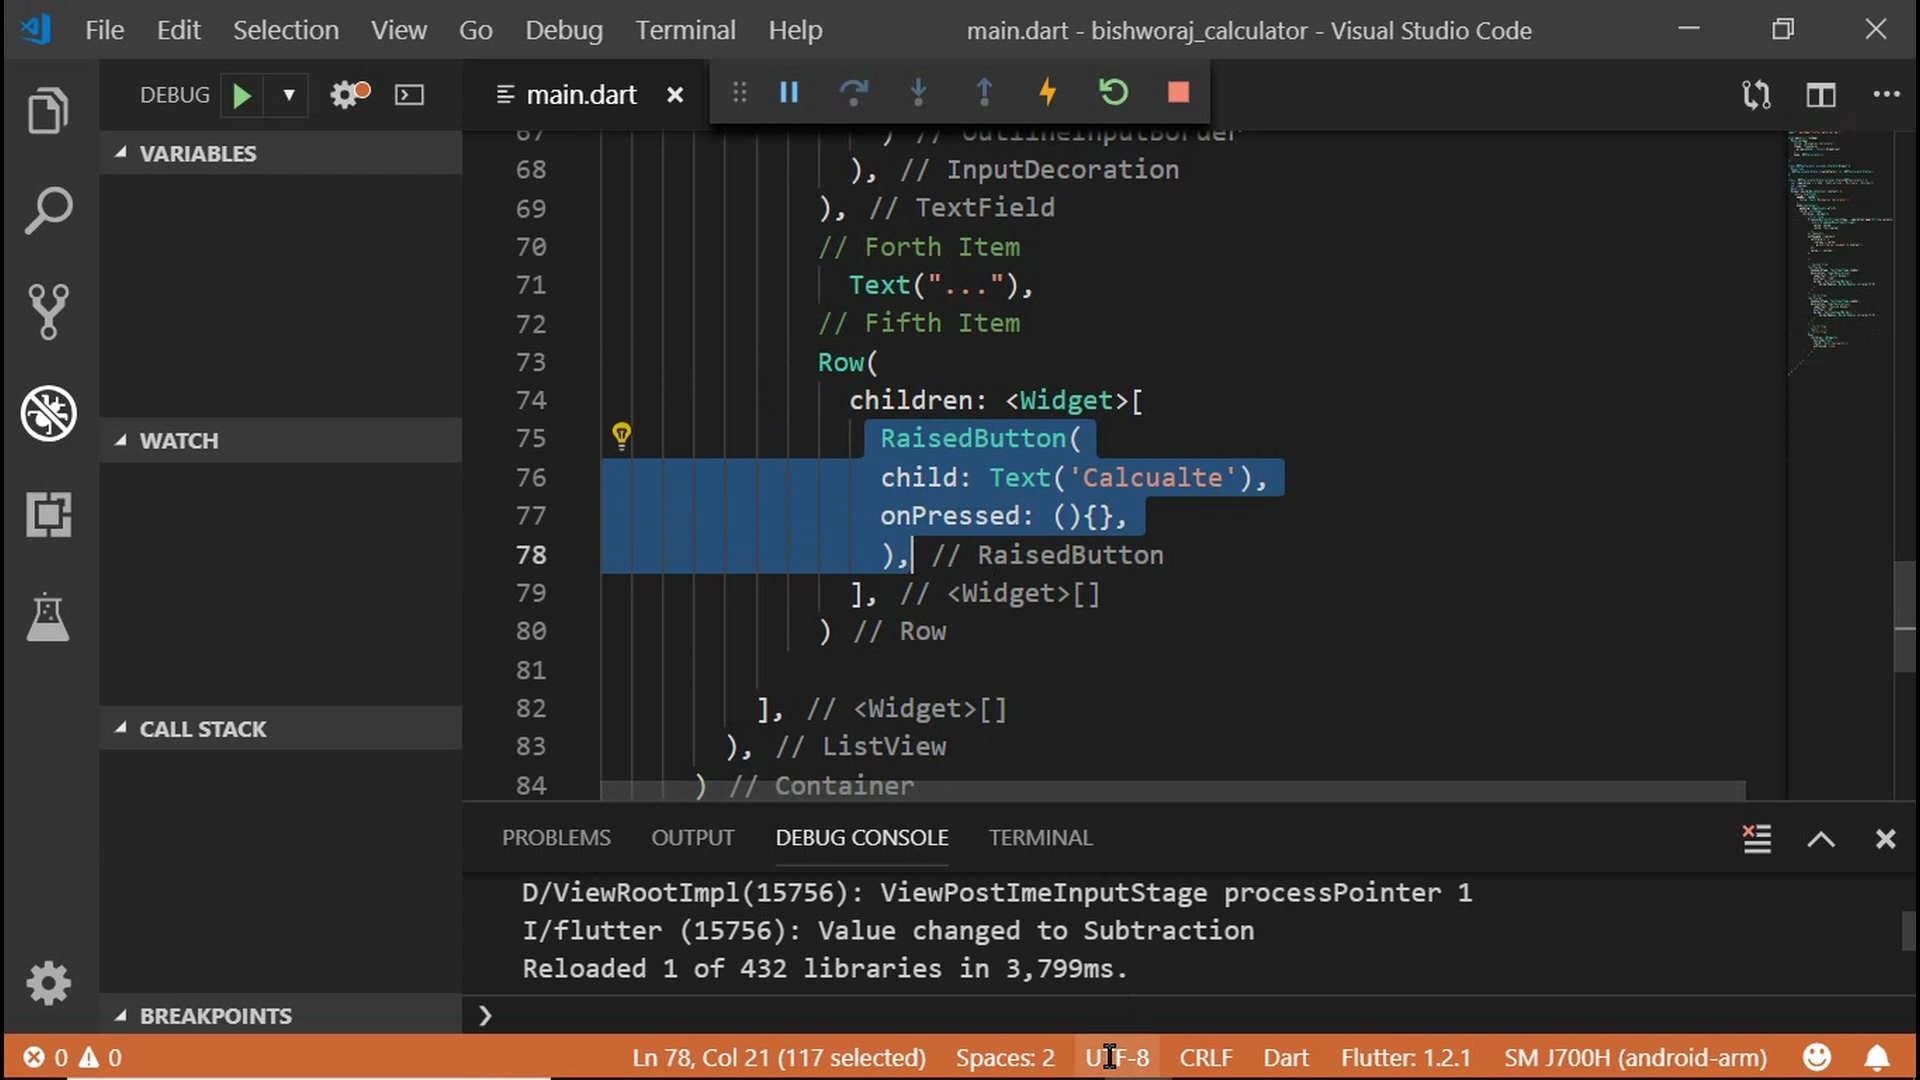 File Edit Selection View Go Debug Terminal Help main.dart - bishworaj_calculator - Visual Studio Code
DEBUG main.dart
VARIABLES
WATCH
CALL STACK
BREAKPOINTS
67 ) // OutlineInputBorder
68 ), // InputDecoration
69 ), // TextField
70 // Forth Item
71 Text("..."),
72 // Fifth Item
73 Row(
74 children: <Widget>[
75 RaisedButton(
76 child: Text('Calcualte'),
77 onPressed: (){},
78 ), // RaisedButton
79 ], // <Widget>[]
80 ) // Row
81
82 ], // <Widget>[]
83 ), // ListView
84 ) // Container
PROBLEMS OUTPUT DEBUG CONSOLE TERMINAL
D/ViewRootImpl(15756): ViewPostImeInputStage processPointer 1
I/flutter (15756): Value changed to Subtraction
Reloaded 1 of 432 libraries in 3,799ms.
0 0 Ln 78, Col 21 (117 selected) Spaces: 2 UTF-8 CRLF Dart Flutter: 1.2.1 SM J700H (android-arm)